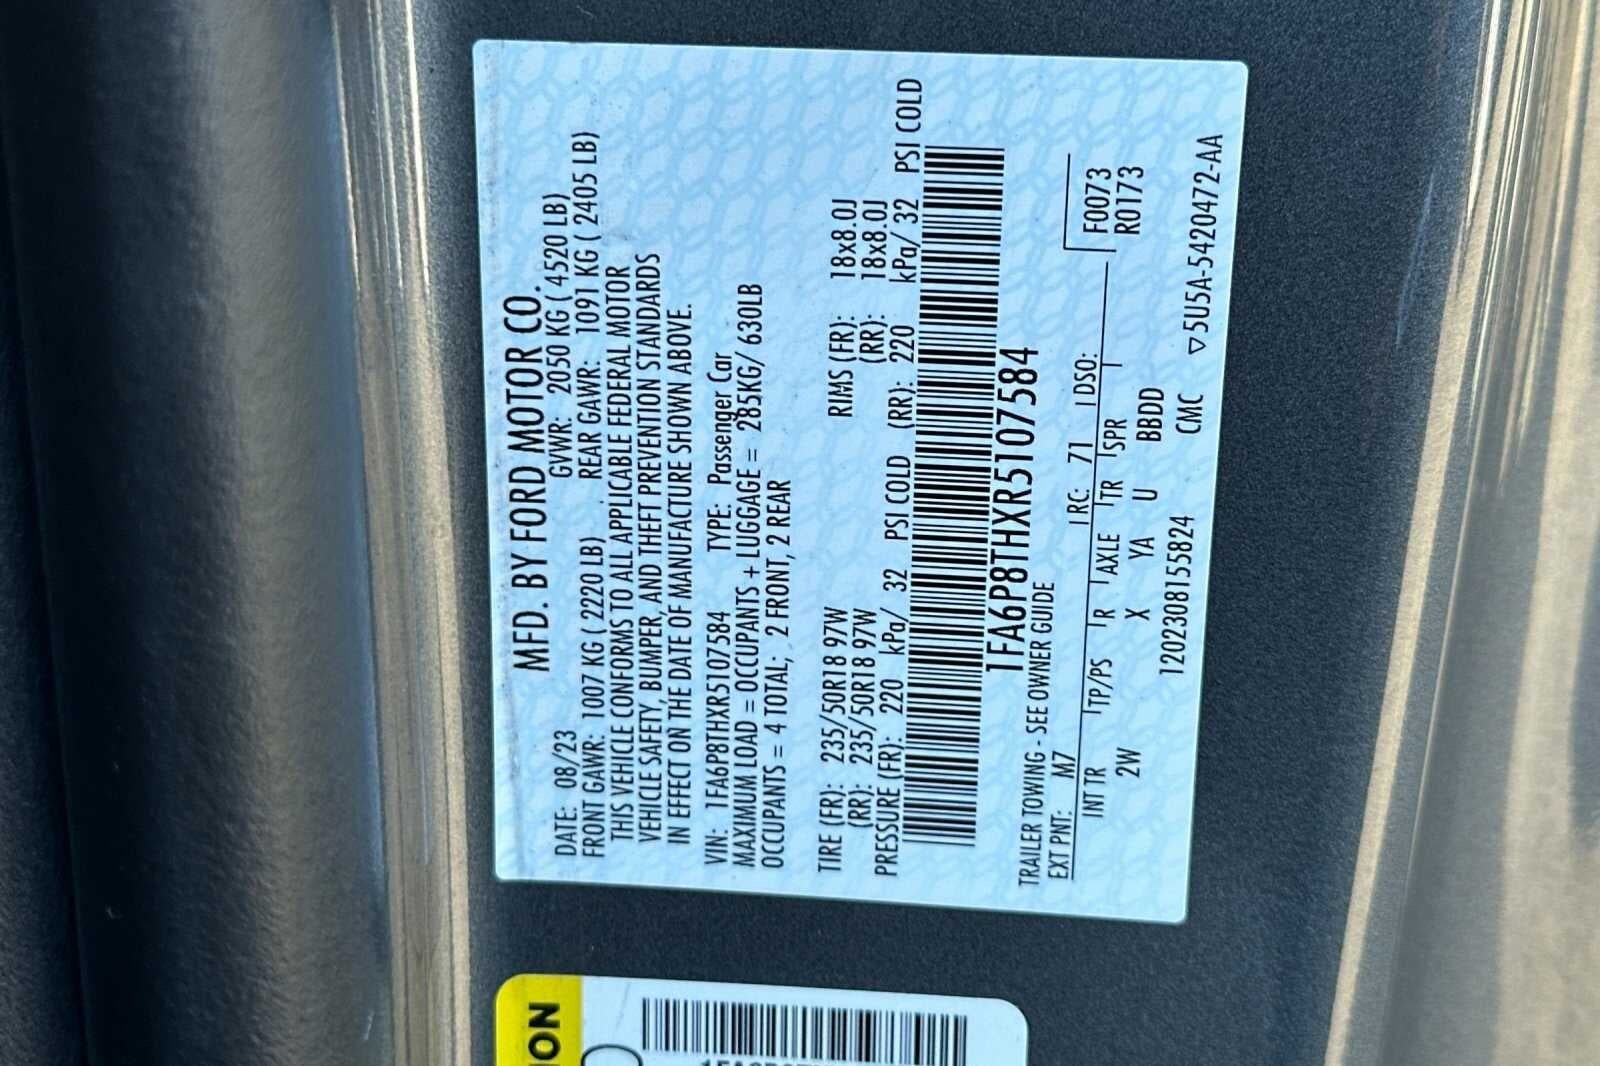 MFD. BY FORD MOTOR CO.
DATE: 08/23 GVWR: 2050 KG ( 4520 LB)
FRONT GAWR: 1007 KG ( 2220 LB) REAR GAWR: 1091 KG ( 2405 LB)
THIS VEHICLE CONFORMS TO ALL APPLICABLE FEDERAL MOTOR
VEHICLE SAFETY, BUMPER, AND THEFT PREVENTION STANDARDS
IN EFFECT ON THE DATE OF MANUFACTURE SHOWN ABOVE.
VIN: 1FA6P8THXR5107584 TYPE: Passenger Car
MAXIMUM LOAD = OCCUPANTS + LUGGAGE = 285KG/ 630LB
OCCUPANTS = 4 TOTAL; 2 FRONT, 2 REAR
TIRE (FR): 235/50R18 97W RIMS (FR): 18x8.0J
(RR): 235/50R18 97W (RR): 18x8.0J
PRESSURE (FR): 220 kPa/ 32 PSI COLD (RR): 220 kPa/ 32 PSI COLD
1FA6P8THXR5107584
TRAILER TOWING - SEE OWNER GUIDE
EXT PNT: M7 RC: 71 DSO: F0073
INT TR TP/PS R AXLE TR SPR R0173
2W X YA U BBDD
1202308155824 CMC ▽5U5A-5420472-AA
ION